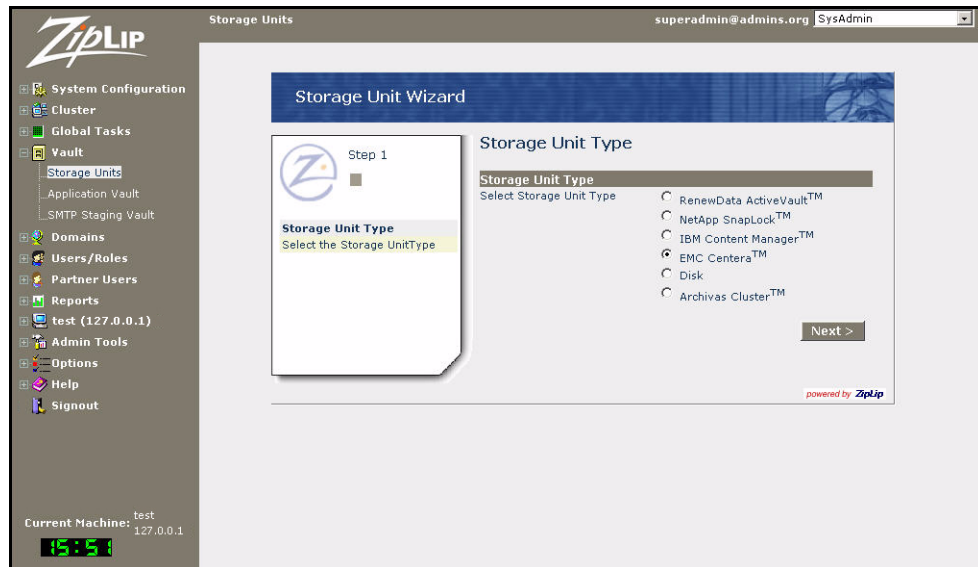 ZipLip
Storage Units
superadmin@admins.org SysAdmin
System Configuration
Cluster
Global Tasks
Vault
Storage Units
Application Vault
SMTP Staging Vault
Domains
Users/Roles
Partner Users
Reports
test (127.0.0.1)
Admin Tools
Options
Help
Signout
Current Machine: test
127.0.0.1
15:51
Storage Unit Wizard
Step 1
Storage Unit Type
Select the Storage UnitType
Storage Unit Type
Storage Unit Type
Select Storage Unit Type
RenewData ActiveVault™
NetApp SnapLock™
IBM Content Manager™
EMC Centera™
Disk
Archivas Cluster™
Next >
powered by ZipLip